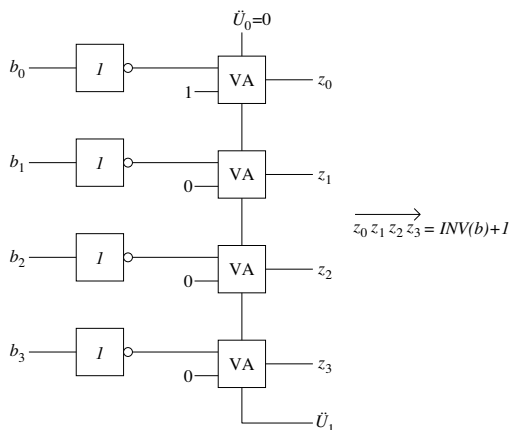 Ü₀=0
b₀ 1 VA z₀
1
b₁ 1 VA z₁
0
z₀ z₁ z₂ z₃ = INV(b)+1
b₂ 1 VA z₂
0
b₃ 1 VA z₃
0
Ü₁